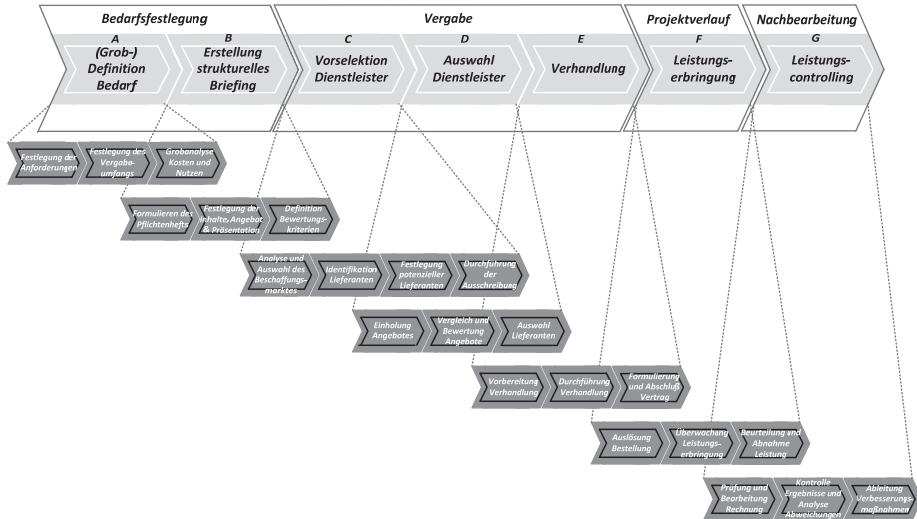 Bedarfsfestlegung
Vergabe
Projektverlauf
Nachbearbeitung
A
(Grob-)
Definition
Bedarf
B
Erstellung
strukturelles
Briefing
C
Vorselektion
Dienstleister
D
Auswahl
Dienstleister
E
Verhandlung
F
Leistungs-
erbringung
G
Leistungs-
controlling
Festlegung der
Anforderungen
Festlegung des
Vergabe-
umfangs
Grobanalyse
Kosten und
Nutzen
Formulieren des
Pflichtenhefts
Festlegung der
Inhalte, Angebot
& Präsentation
Definition
Bewertungs-
kriterien
Analyse und
Auswahl des
Beschaffungs-
marktes
Identifikation
Lieferanten
Festlegung
potenzieller
Lieferanten
Durchführung
der
Ausschreibung
Einholung
Angebotes
Vergleich und
Bewertung
Angebote
Auswahl
Lieferanten
Vorbereitung
Verhandlung
Durchführung
Verhandlung
Formulierung
und Abschluß
Vertrag
Auslösung
Bestellung
Überwachung
Leistungs-
erbringung
Beurteilung und
Abnahme
Leistung
Prüfung und
Bearbeitung
Rechnung
Kontrolle
Ergebnisse und
Analyse
Abweichungen
Ableitung
Verbesserungs-
maßnahmen